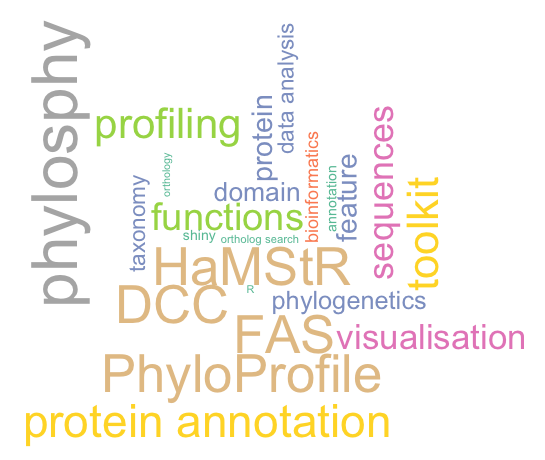 phylosphy
profiling
protein
data analysis
orthology
taxonomy
domain
bioinformatics
annotation
feature
sequences
toolkit
functions
shiny
ortholog search
HaMStR
R
DCC
phylogenetics
FAS
visualisation
PhyloProfile
protein annotation